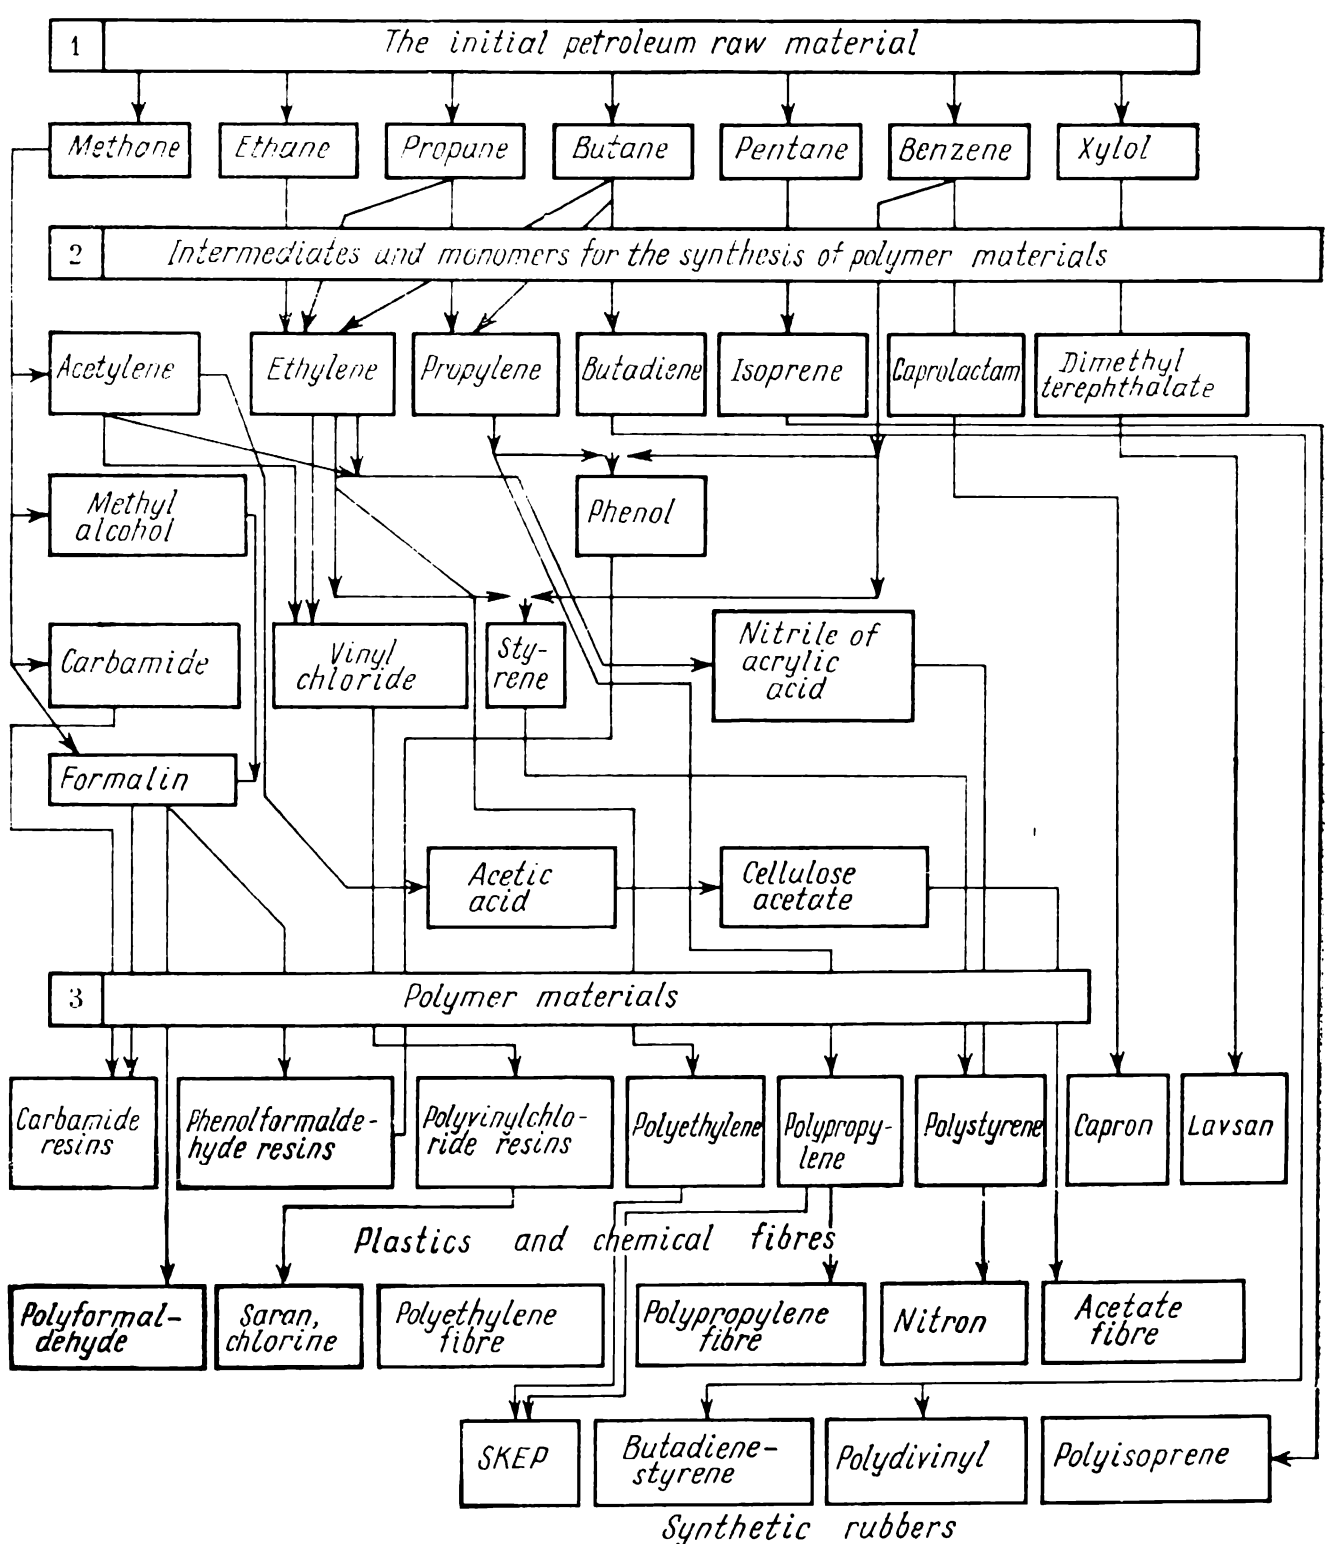 1 The initial petroleum raw material
Methane Ethane Propane Butane Pentane Benzene Xylol
2 Intermediates and monomers for the synthesis of polymer materials
Acetylene Ethylene Propylene Butadiene Isoprene Caprolactam Dimethyl
terephthalate
Methyl
alcohol
Phenol
Carbamide
Vinyl
chloride
Sty-
rene
Nitrile of
acrylic
acid
Formalin
Acetic
acid
Cellulose
acetate
3 Polymer materials
Carbamide
resins
Phenolformalde-
hyde resins
Polyvinylchlo-
ride resins
Polyethylene
Polypropy-
lene
Polystyrene
Capron
Lavsan
Plastics and chemical fibres
Polyformal-
dehyde
Saran,
chlorine
Polyethylene
fibre
Polypropylene
fibre
Nitron
Acetate
fibre
SKEP
Butadiene-
styrene
Polydivinyl
Polyisoprene
Synthetic rubbers